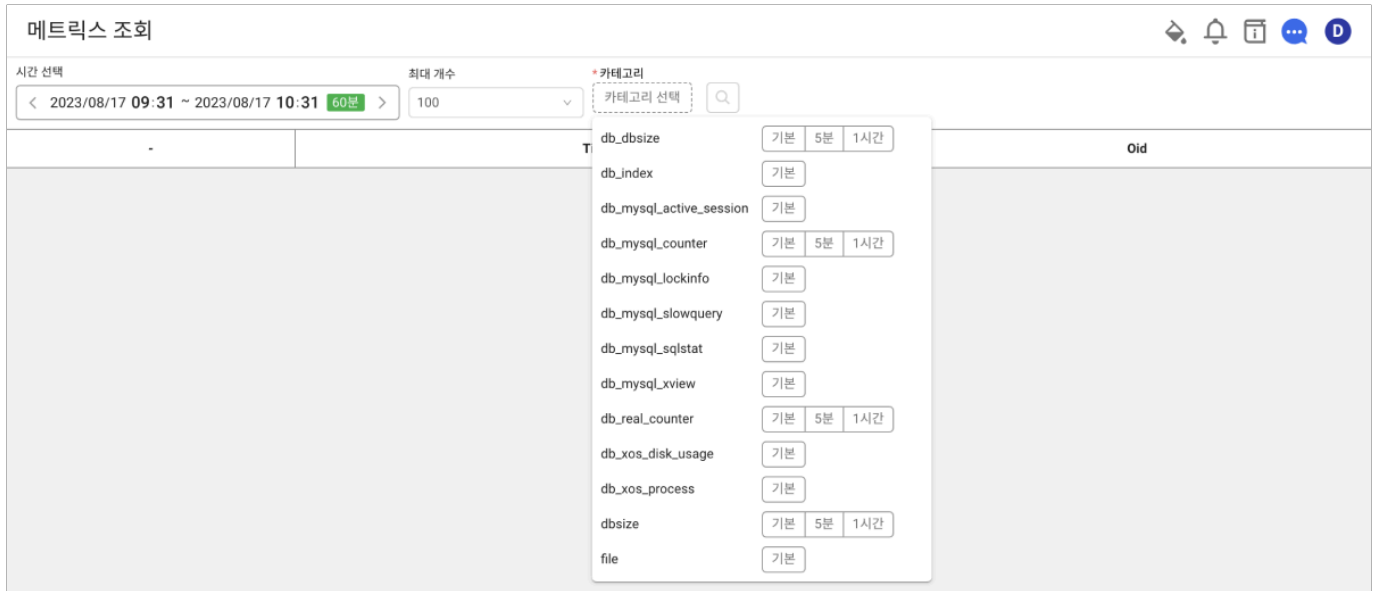 메트릭스 조회
D
시간 선택
최대 개수
*카테고리
< 2023/08/17 09:31 ~ 2023/08/17 10:31 60분 >
100
카테고리 선택
-
Oid
db_dbsize 기본 5분 1시간
db_index 기본
db_mysql_active_session 기본
db_mysql_counter 기본 5분 1시간
db_mysql_lockinfo 기본
db_mysql_slowquery 기본
db_mysql_sqlstat 기본
db_mysql_xview 기본
db_real_counter 기본 5분 1시간
db_xos_disk_usage 기본
db_xos_process 기본
dbsize 기본 5분 1시간
file 기본